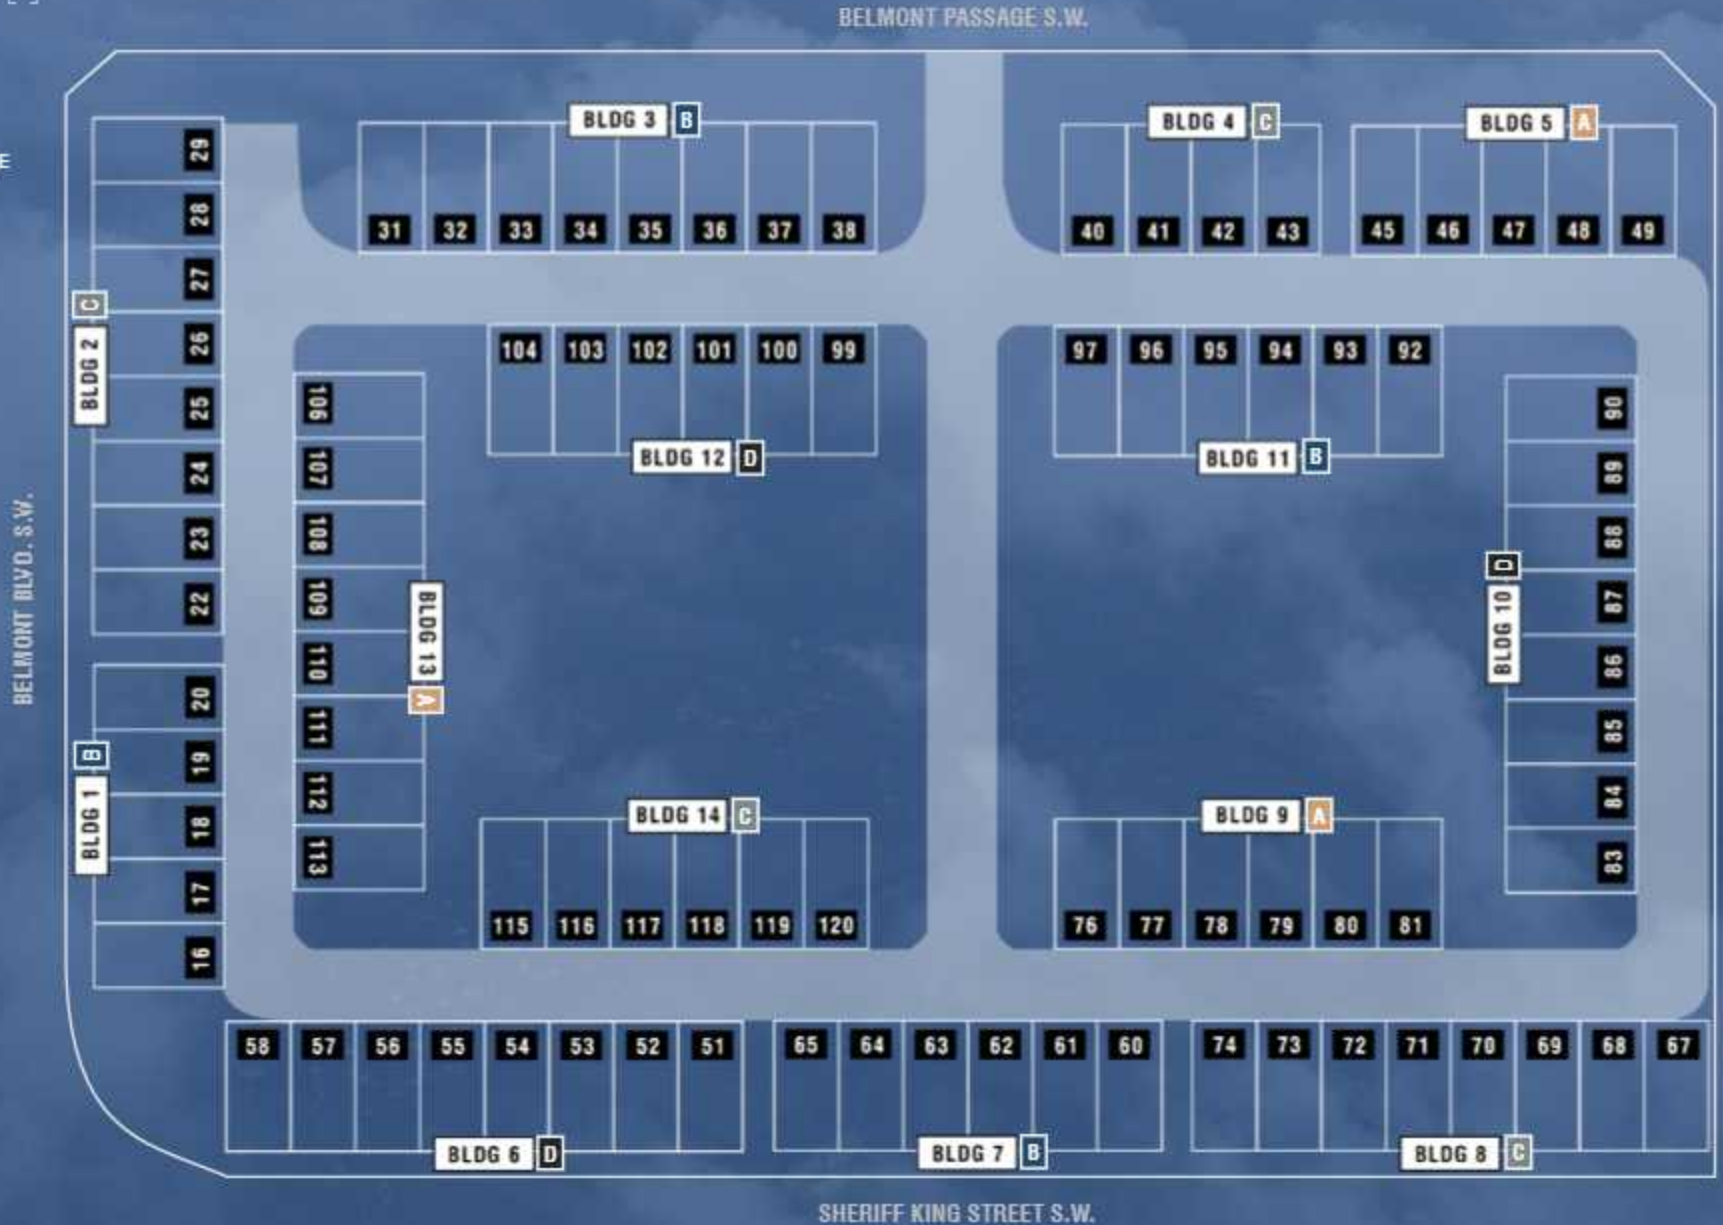 BELMONT PASSAGE S.W.
E
BLDG 3 B
31 32 33 34 35 36 37 38
BLDG 4 C
40 41 42 43
BLDG 5 A
45 46 47 48 49
BELMONT BLVD. S.W.
BLDG 2 C
29
28
27
26
25
24
23
22
BLDG 1 B
20
19
18
17
16
104 103 102 101 100 99
BLDG 12 D
97 96 95 94 93 92
BLDG 11 B
106
107
108
109
110
111
112
113
BLDG 13 A
90
89
88
87
86
85
84
83
BLDG 10 D
BLDG 14 C
115 116 117 118 119 120
BLDG 9 A
76 77 78 79 80 81
58 57 56 55 54 53 52 51
BLDG 6 D
65 64 63 62 61 60
BLDG 7 B
74 73 72 71 70 69 68 67
BLDG 8 C
SHERIFF KING STREET S.W.